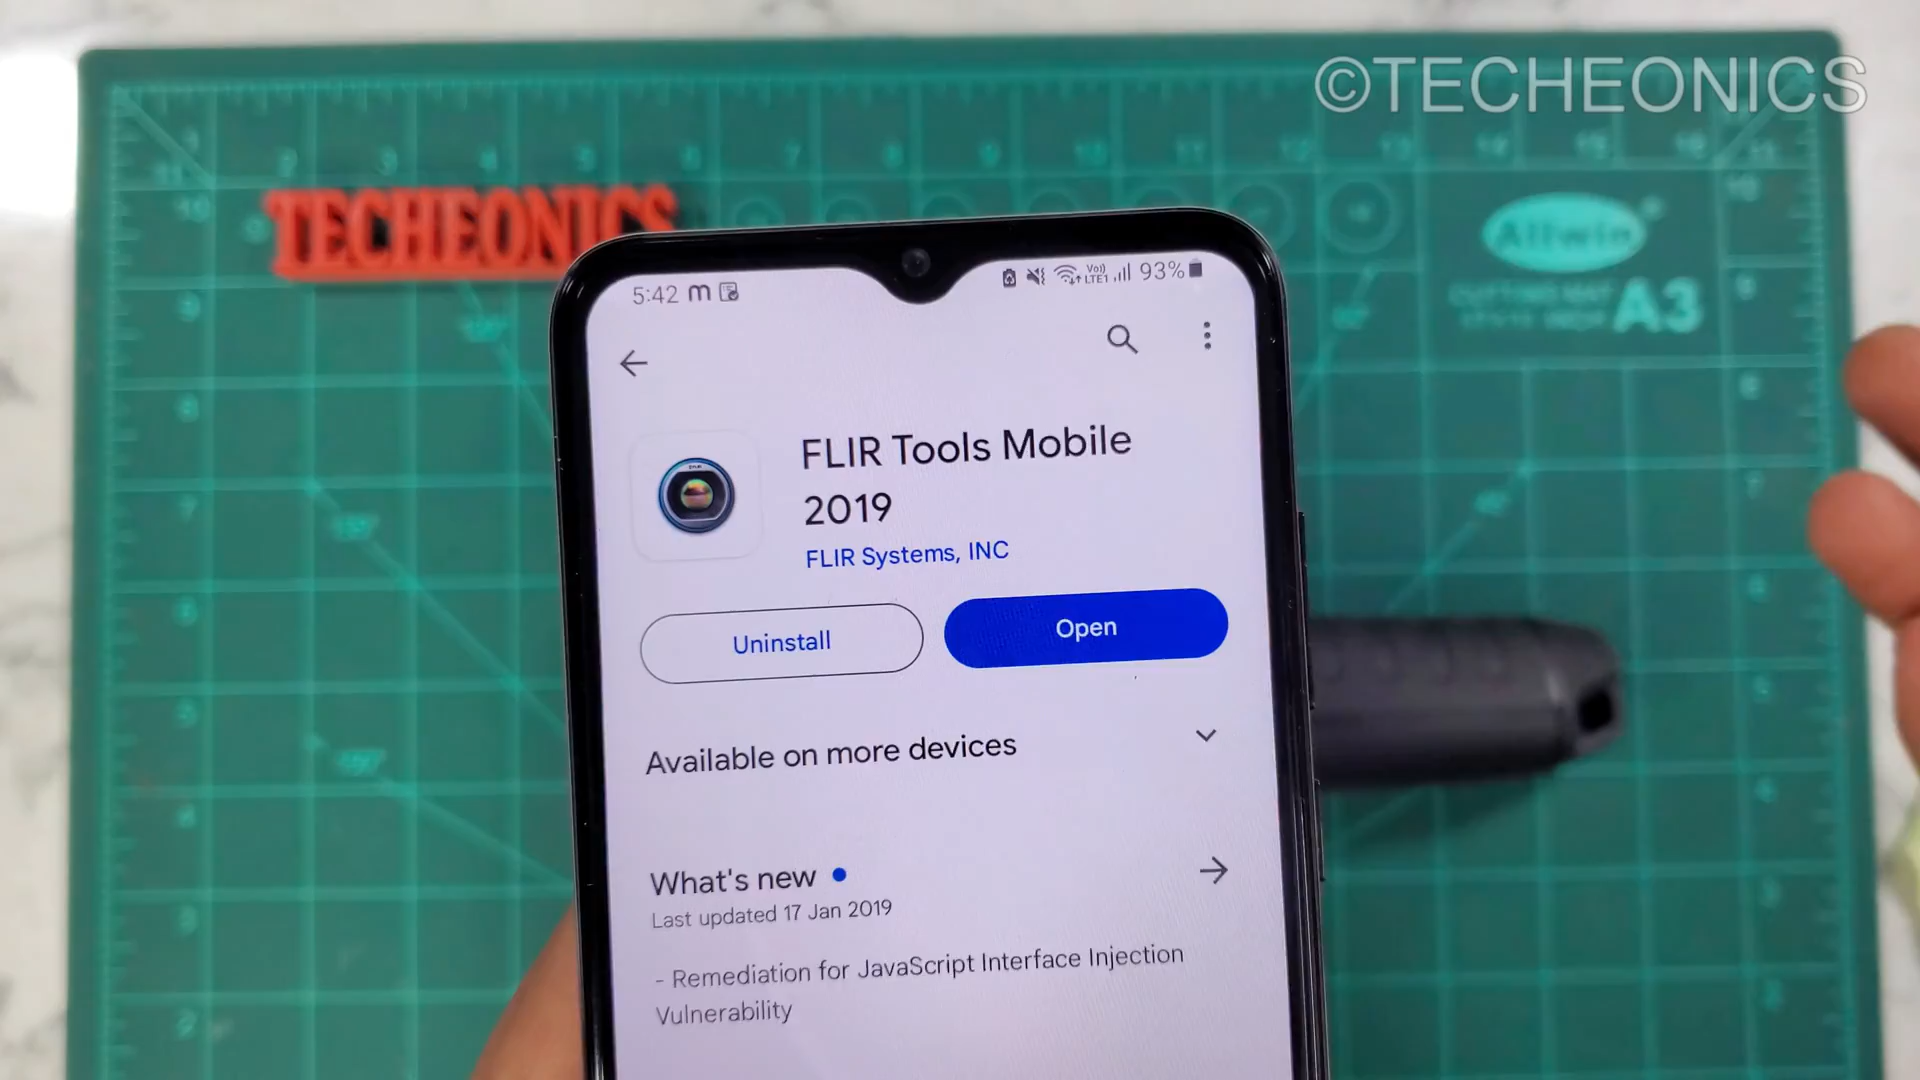 ©TECHEONICS
TECHEONICS
Allwin
A3
5:42 m
93%
FLIR Tools Mobile
2019
FLIR Systems, INC
Uninstall
Open
Available on more devices
What's new
Last updated 17 Jan 2019
- Remediation for JavaScript Interface Injection
Vulnerability